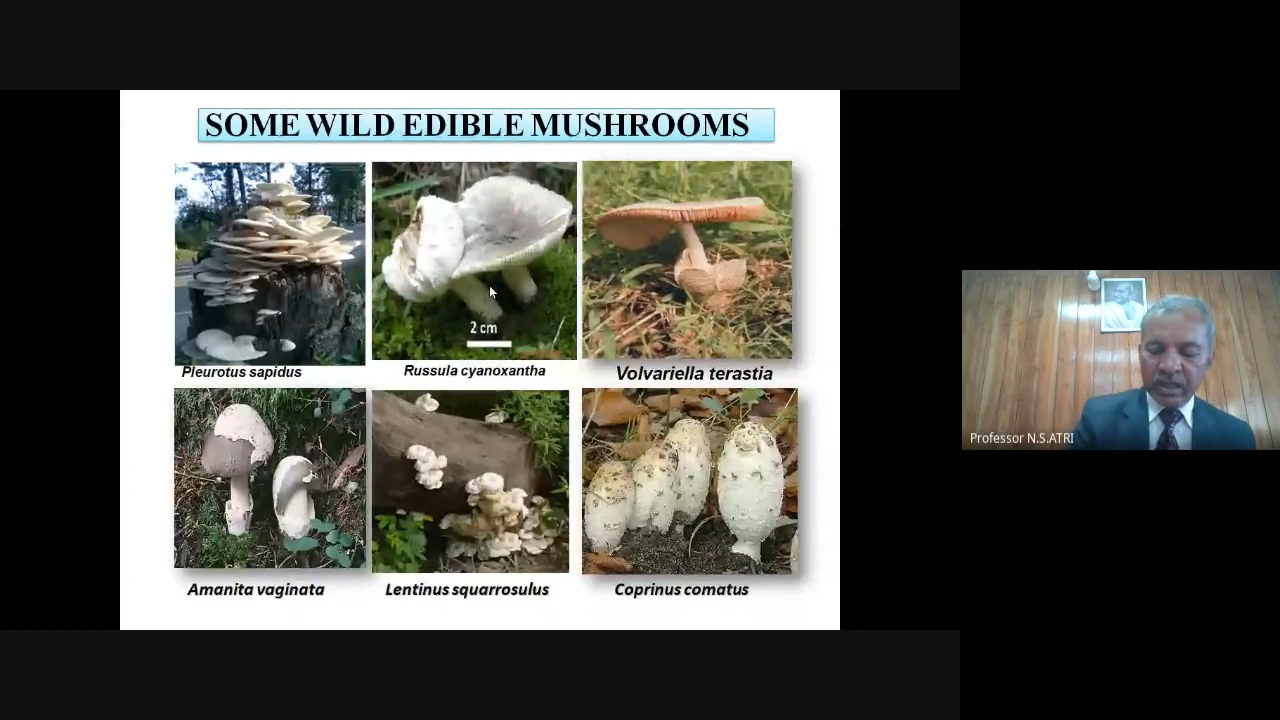 SOME WILD EDIBLE MUSHROOMS
2 cm
Pleurotus sapidus
Russula cyanoxantha
Volvariella terastia
Amanita vaginata
Lentinus squarrosulus
Coprinus comatus
Professor N.S.ATRI